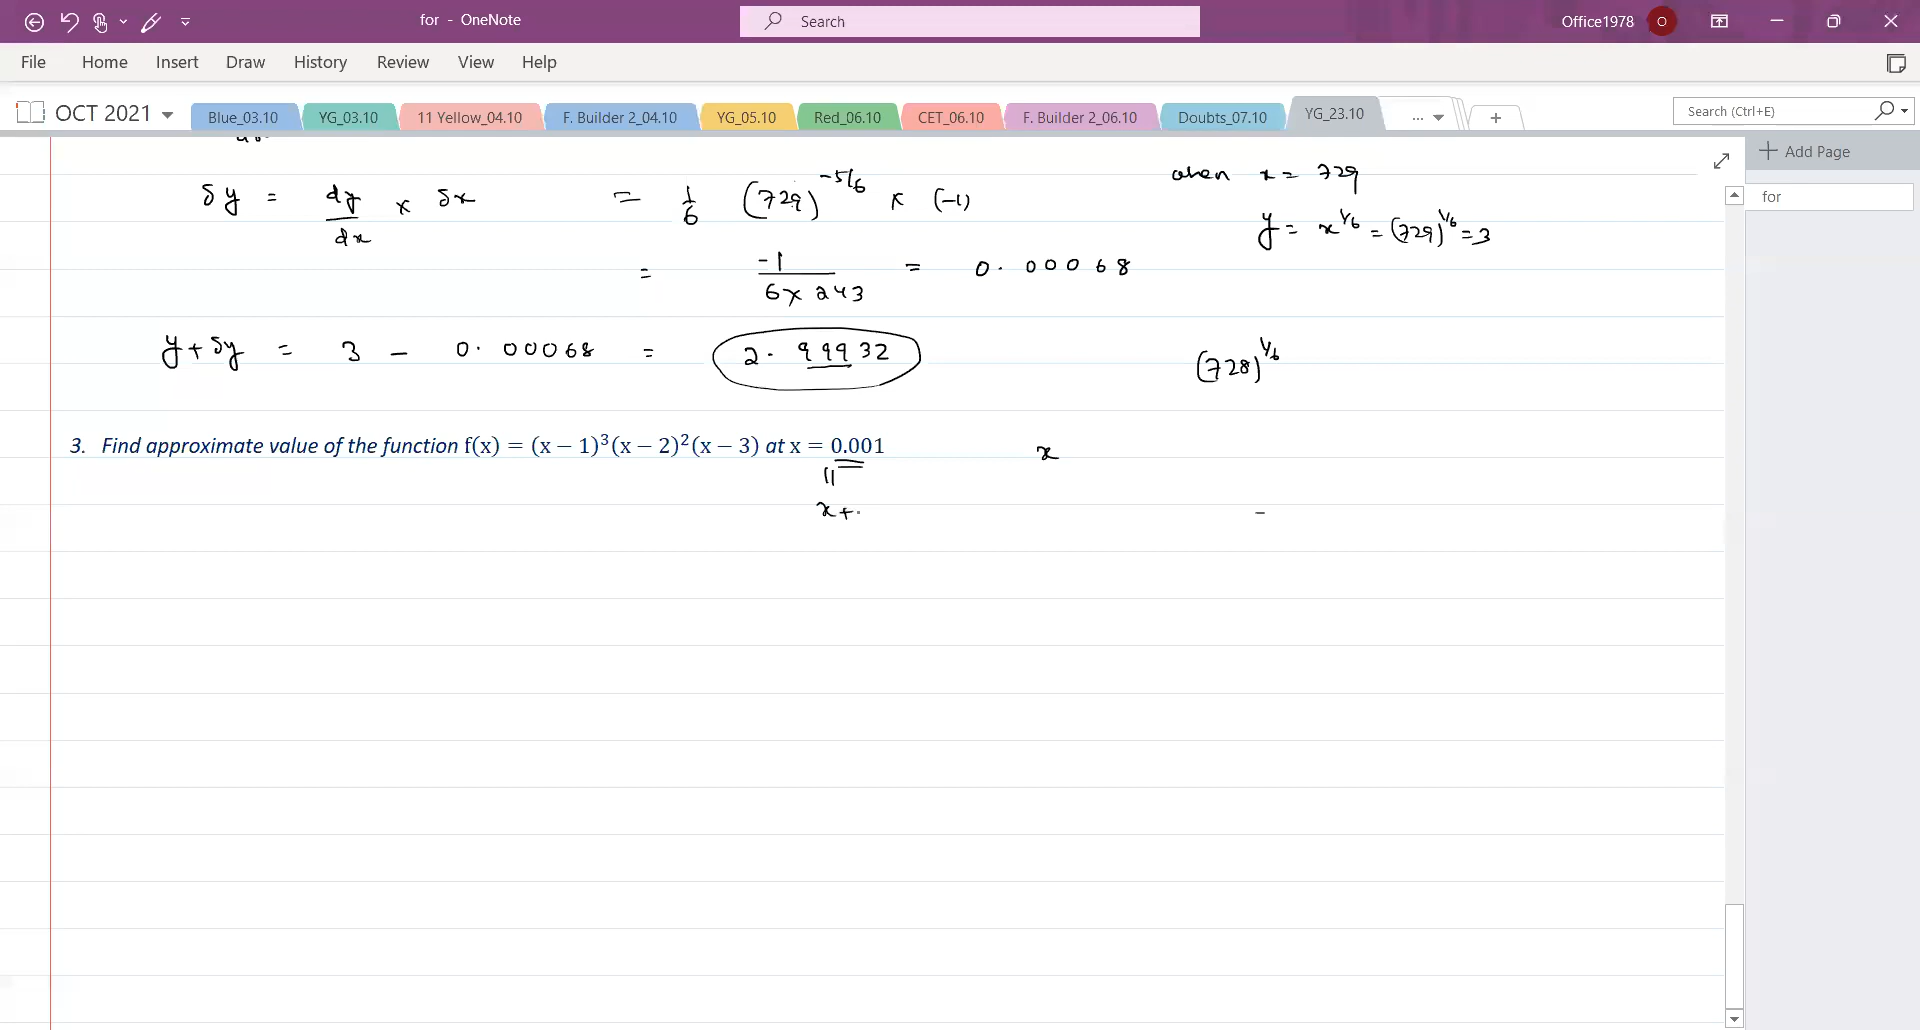 for - OneNote
Search
Office1978
O
File Home Insert Draw History Review View Help
OCT 2021
Blue_03.10 YG_03.10 11 Yellow_04.10 F. Builder 2_04.10 YG_05.10 Red_06.10 CET_06.10 F. Builder 2_06.10 Doubts_07.10 YG_23.10 ... +
Search (Ctrl+E)
Add Page
for
δy = dy/dx × δx = 1/6 (729)^-5/6 × (-1)
when x = 729
y = x^1/6 = (729)^1/6 = 3
= -1/6×243 = 0.00068
y+δy = 3 - 0.00068 = 2.99932
(728)^1/6
3. Find approximate value of the function f(x) = (x − 1)³(x − 2)²(x − 3) at x = 0.001
x
||
x+
-